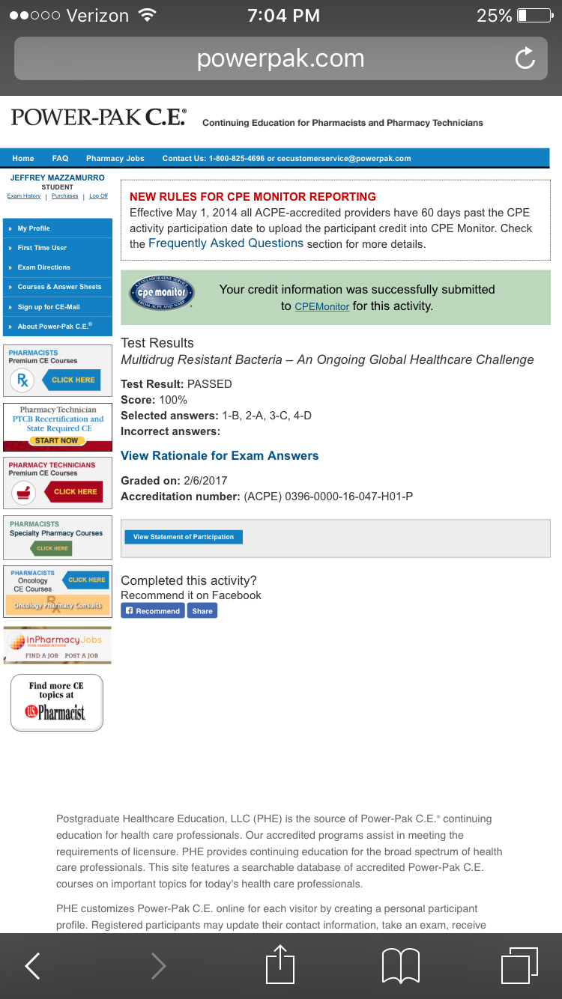 Verizon 7:04 PM 25%
powerpak.com
POWER-PAK C.E.® Continuing Education for Pharmacists and Pharmacy Technicians
Home FAQ Pharmacy Jobs Contact Us: 1-800-825-4696 or cecustomerservice@powerpak.com
JEFFREY MAZZAMURRO
STUDENT
Exam History | Purchases | Log Off
» My Profile
» First Time User
» Exam Directions
» Courses & Answer Sheets
» Sign up for CE-Mail
» About Power-Pak C.E.®
PHARMACISTS
Premium CE Courses
Rx CLICK HERE
Pharmacy Technician
PTCB Recertification and
State Required CE
START NOW
PHARMACY TECHNICIANS
Premium CE Courses
CLICK HERE
PHARMACISTS
Specialty Pharmacy Courses
CLICK HERE
PHARMACISTS
Oncology
CE Courses
CLICK HERE
Rx
Oncology Pharmacy Consults
inPharmacyJobs
YOUR CAREER IN FOCUS
FIND A JOB POST A JOB
Find more CE
topics at
US Pharmacist.
NEW RULES FOR CPE MONITOR REPORTING
Effective May 1, 2014 all ACPE-accredited providers have 60 days past the CPE
activity participation date to upload the participant credit into CPE Monitor. Check
the Frequently Asked Questions section for more details.
A COLLABORATIVE SERVICE
cpe monitor
FROM ACPE AND NABP
Your credit information was successfully submitted
to CPEMonitor for this activity.
Test Results
Multidrug Resistant Bacteria – An Ongoing Global Healthcare Challenge
Test Result: PASSED
Score: 100%
Selected answers: 1-B, 2-A, 3-C, 4-D
Incorrect answers:
View Rationale for Exam Answers
Graded on: 2/6/2017
Accreditation number: (ACPE) 0396-0000-16-047-H01-P
View Statement of Participation
Completed this activity?
Recommend it on Facebook
Recommend Share
Postgraduate Healthcare Education, LLC (PHE) is the source of Power-Pak C.E.® continuing
education for health care professionals. Our accredited programs assist in meeting the
requirements of licensure. PHE provides continuing education for the broad spectrum of health
care professionals. This site features a searchable database of accredited Power-Pak C.E.
courses on important topics for today's health care professionals.
PHE customizes Power-Pak C.E. online for each visitor by creating a personal participant
profile. Registered participants may update their contact information, take an exam, receive